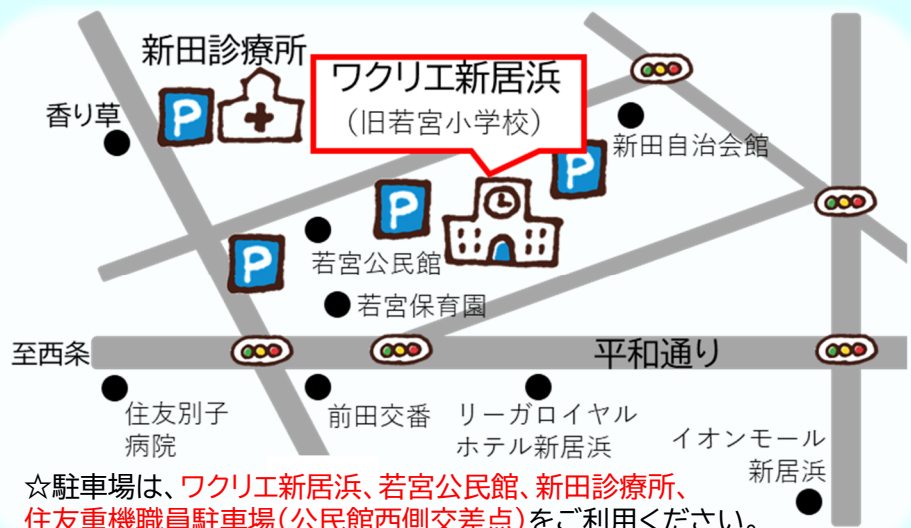 新田診療所
ワクリエ新居浜
（旧若宮小学校）
香り草
P
P
新田自治会館
P
P
若宮公民館
若宮保育園
至西条
平和通り
住友別子
病院
前田交番
リーガロイヤル
ホテル新居浜
イオンモール
新居浜
☆駐車場は、ワクリエ新居浜、若宮公民館、新田診療所、
住友重機職員駐車場(公民館西側交差点)をご利用ください。